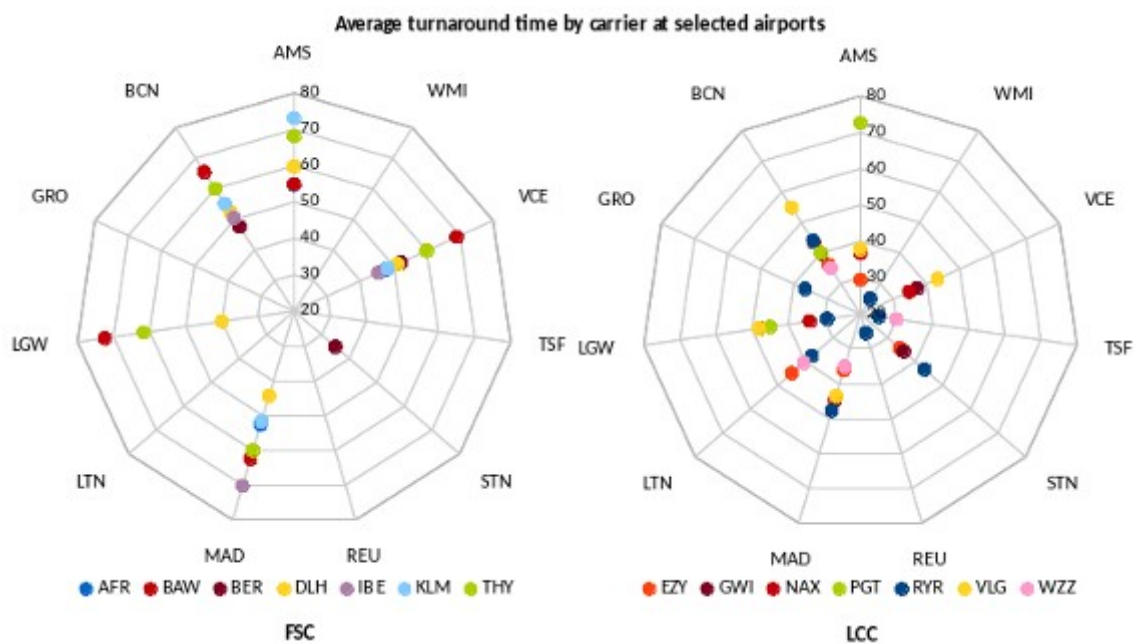 Average turnaround time by carrier at selected airports
AMS
BCN
WMI
GRO
VCE
LGW
TSF
LTN
STN
MAD
REU
80
70
60
50
40
30
20
AFR BAW BER DLH IBE KLM THY
FSC
AMS
BCN
WMI
GRO
VCE
LGW
TSF
LTN
STN
MAD
REU
80
70
60
50
40
30
EZY GWI NAX PGT RYR VLG WZZ
LCC